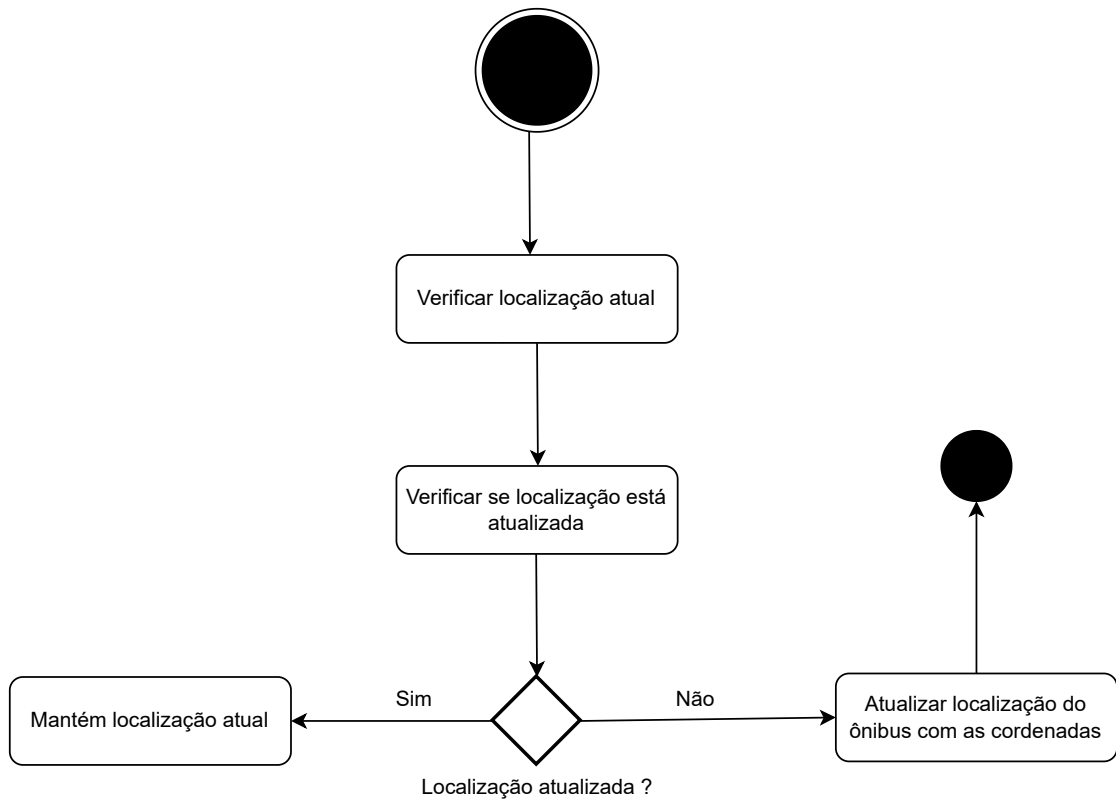 Verificar localização atual
Verificar se localização está
atualizada
Sim
Não
Mantém localização atual
Atualizar localização do
ônibus com as cordenadas
Localização atualizada ?